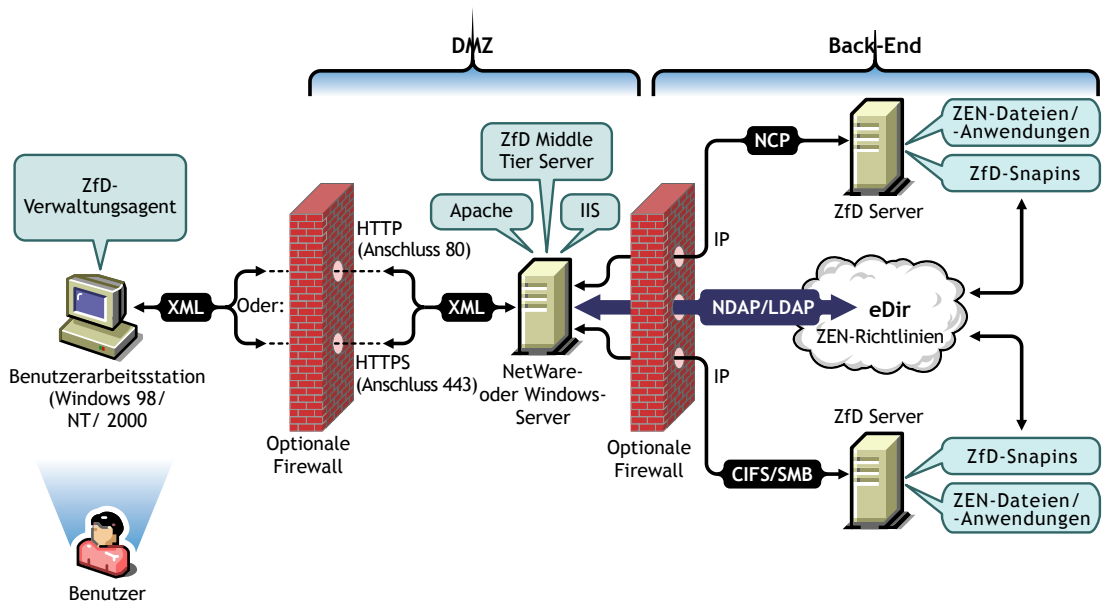 DMZ
Back-End
ZfD-
Verwaltungsagent
XML
Oder:
Benutzerarbeitsstation
(Windows 98/
NT/ 2000
Benutzer
Optionale
Firewall
HTTP
(Anschluss 80)
HTTPS
(Anschluss 443)
XML
ZfD Middle
Tier Server
Apache
IIS
NetWare-
oder Windows-
Server
Optionale
Firewall
IP
NCP
NDAP/LDAP
IP
CIFS/SMB
ZfD Server
ZEN-Dateien/
-Anwendungen
ZfD-Snapins
eDir
ZEN-Richtlinien
ZfD Server
ZfD-Snapins
ZEN-Dateien/
-Anwendungen